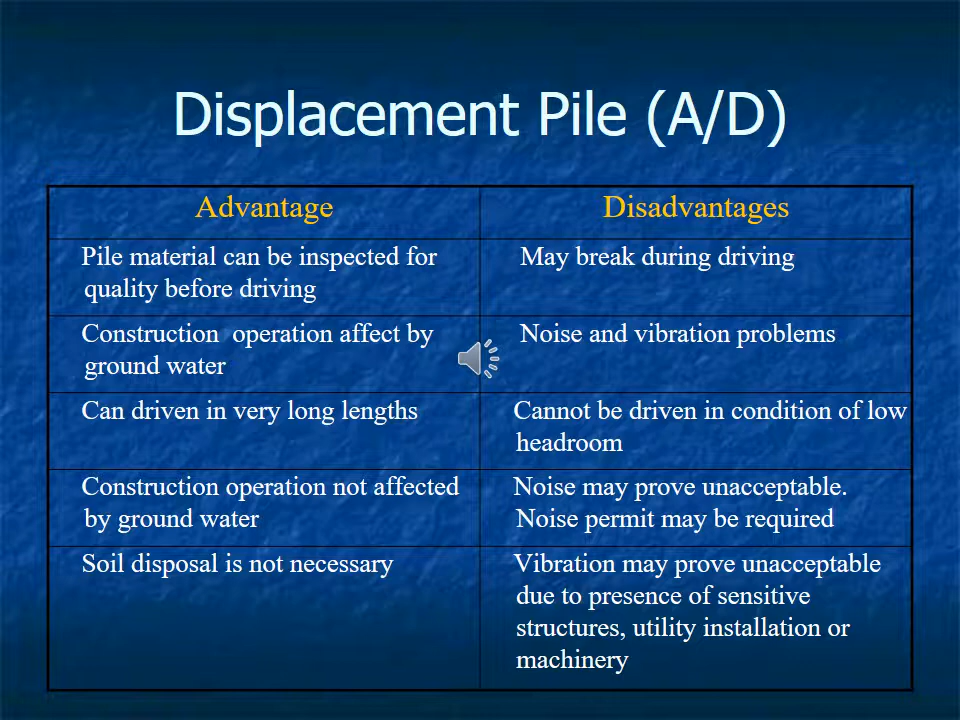 Displacement Pile (A/D)
Advantage
Disadvantages
Pile material can be inspected for
quality before driving
May break during driving
Construction operation affect by
ground water
Noise and vibration problems
Can driven in very long lengths
Cannot be driven in condition of low
headroom
Construction operation not affected
by ground water
Noise may prove unacceptable.
Noise permit may be required
Soil disposal is not necessary
Vibration may prove unacceptable
due to presence of sensitive
structures, utility installation or
machinery